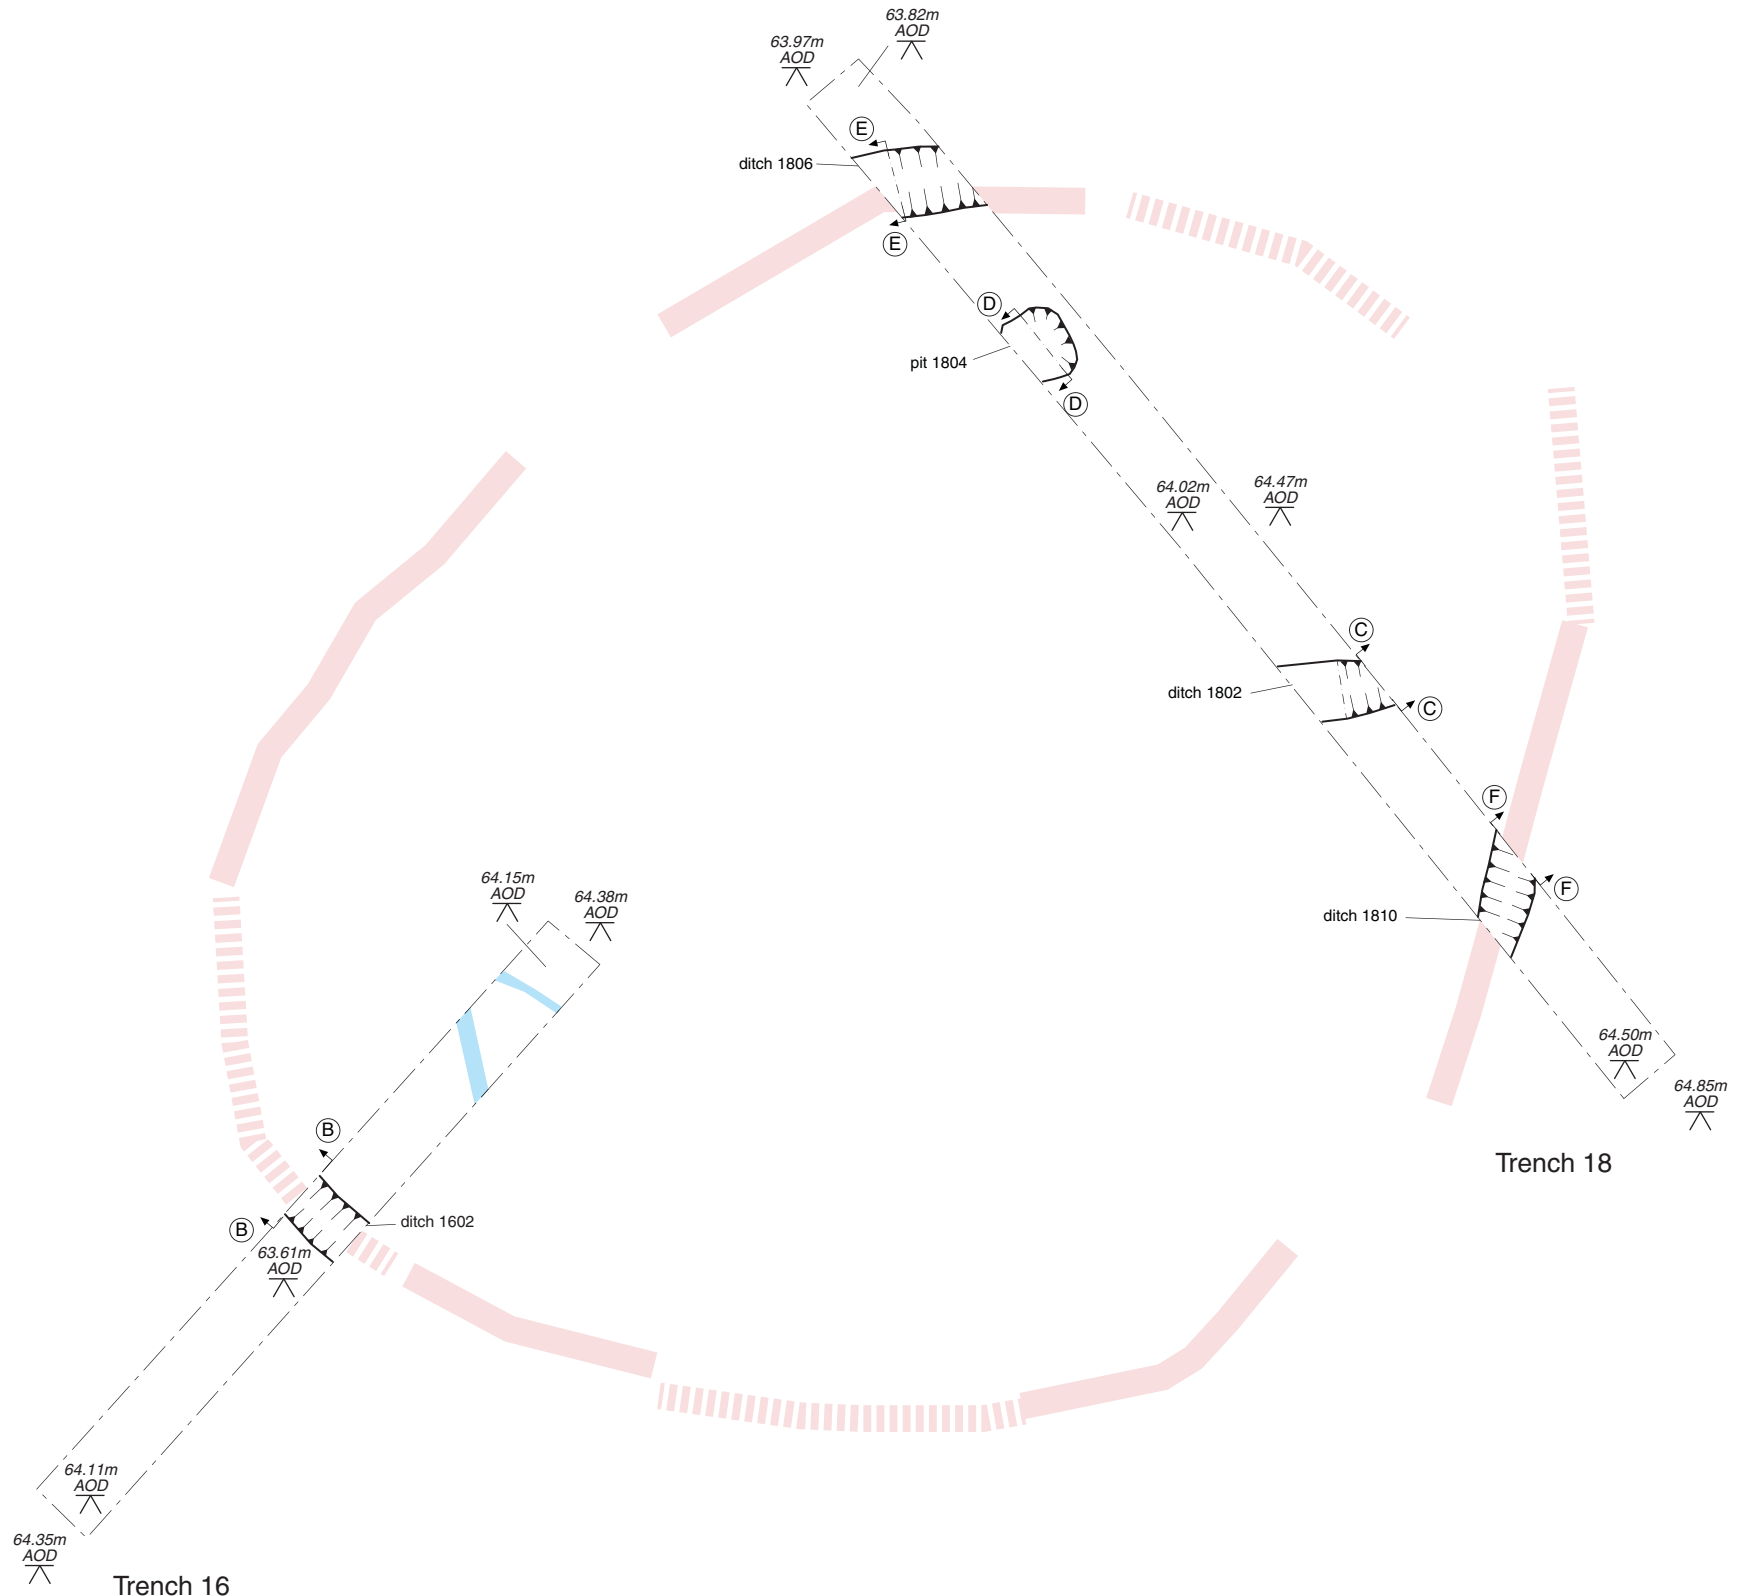 63.82m
AOD
63.97m
AOD
E
ditch 1806
E
D
pit 1804
D
64.02m
AOD
64.47m
AOD
C
ditch 1802
C
F
F
ditch 1810
64.15m
AOD
64.38m
AOD
64.50m
AOD
64.85m
AOD
Trench 18
B
B
ditch 1602
63.61m
AOD
64.11m
AOD
64.35m
AOD
Trench 16